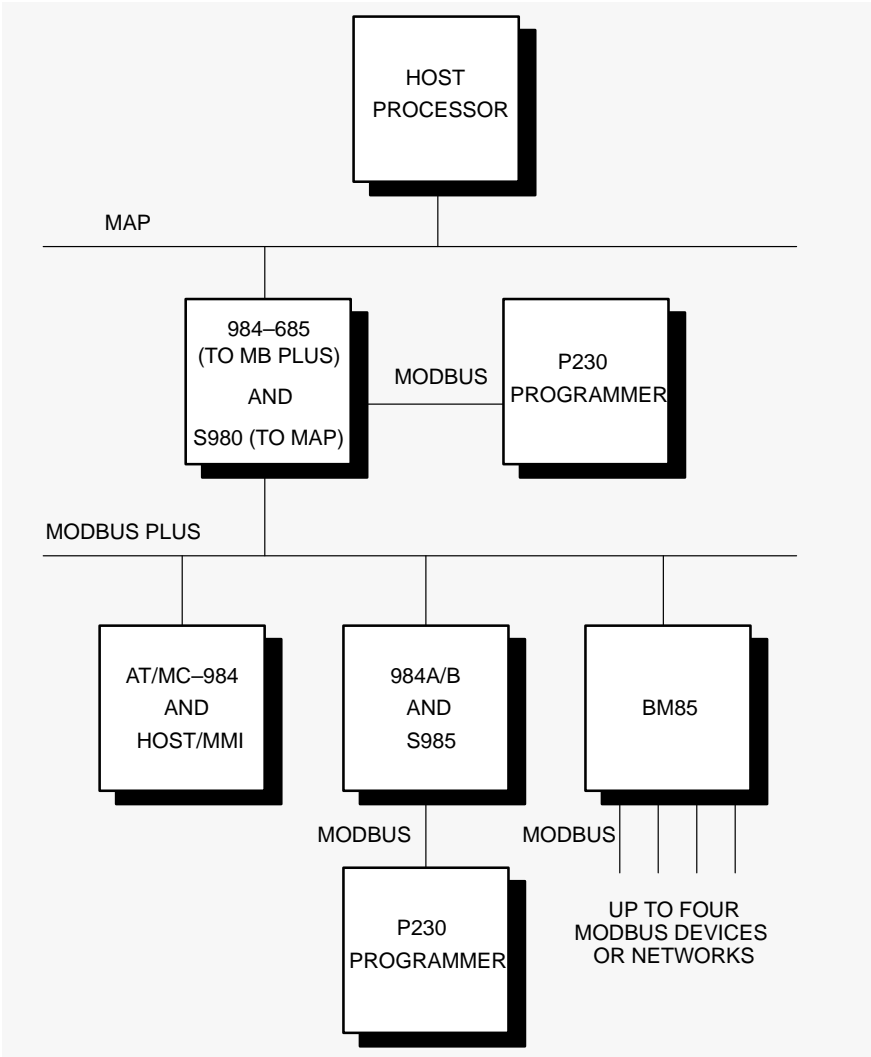 HOST
PROCESSOR
MAP
984–685
(TO MB PLUS)
AND
S980 (TO MAP)
MODBUS
P230
PROGRAMMER
MODBUS PLUS
AT/MC–984
AND
HOST/MMI
984A/B
AND
S985
BM85
MODBUS
MODBUS
P230
PROGRAMMER
UP TO FOUR
MODBUS DEVICES
OR NETWORKS